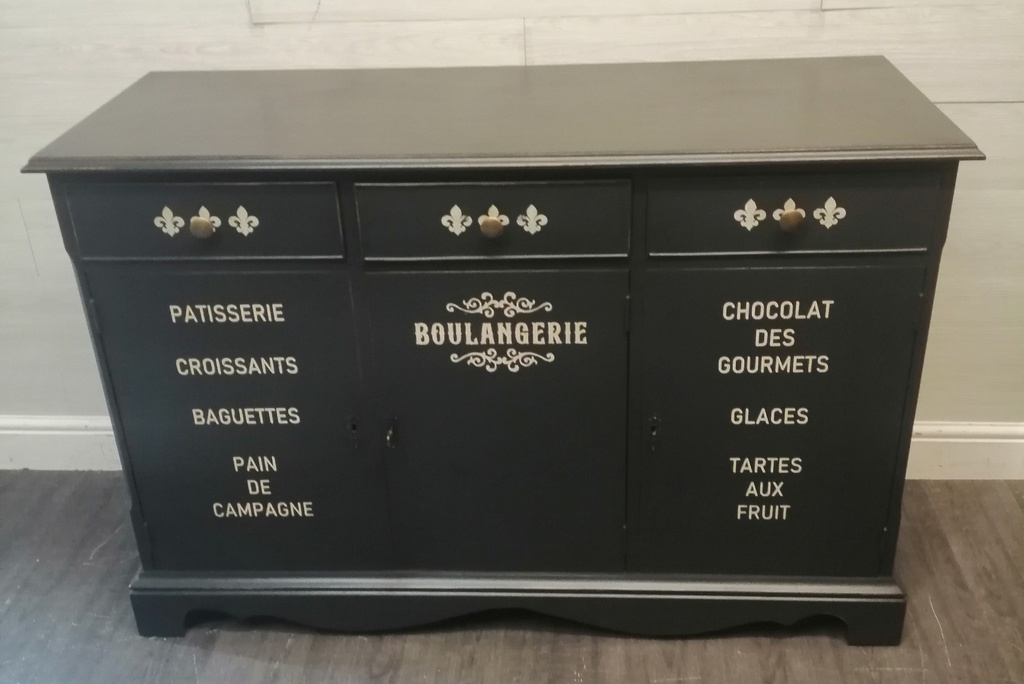 PATISSERIE
CROISSANTS
BAGUETTES
PAIN
DE
CAMPAGNE
BOULANGERIE
CHOCOLAT
DES
GOURMETS
GLACES
TARTES
AUX
FRUIT